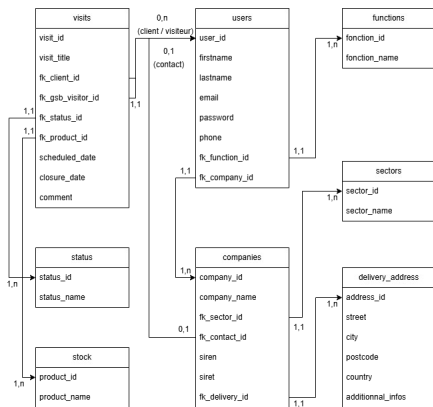 visits
visit_id
visit_title
fk_client_id
fk_gsb_visitor_id
fk_status_id
fk_product_id
scheduled_date
closure_date
comment
1,1
1,1
1,1
0,n
(client / visiteur)
0,1
(contact)
users
user_id
firstname
lastname
email
password
phone
fk_function_id
fk_company_id
1,1
1,1
functions
fonction_id
fonction_name
1,n
sectors
sector_id
sector_name
1,n
status
status_id
status_name
1,n
companies
company_id
company_name
fk_sector_id
fk_contact_id
siren
siret
fk_delivery_id
1,n
0,1
1,1
1,1
delivery_address
address_id
street
city
postcode
country
additionnal_infos
1,n
stock
product_id
product_name
1,n